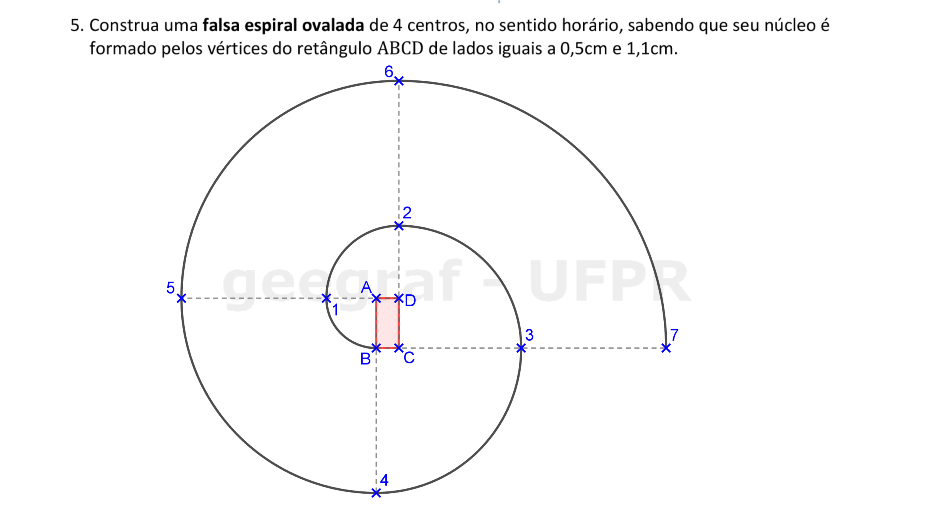 5. Construa uma falsa espiral ovalada de 4 centros, no sentido horário, sabendo que seu núcleo é
formado pelos vértices do retângulo ABCD de lados iguais a 0,5cm e 1,1cm.
6
2
geegraf - UFPR
5
A
D
1
3
7
B
C
4